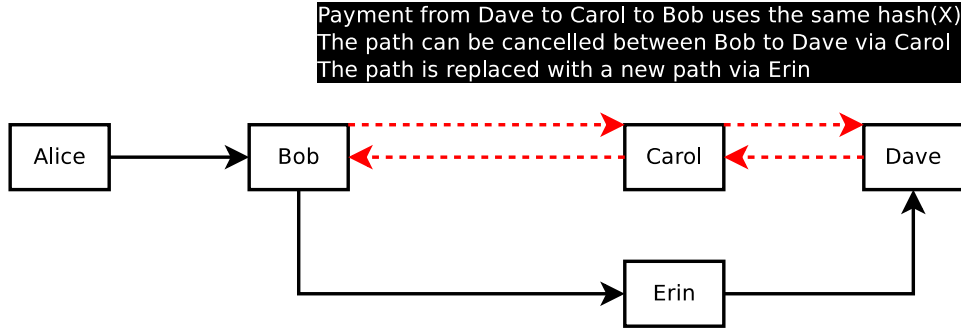 Payment from Dave to Carol to Bob uses the same hash(X)
The path can be cancelled between Bob to Dave via Carol
The path is replaced with a new path via Erin
Alice
Bob
Carol
Dave
Erin